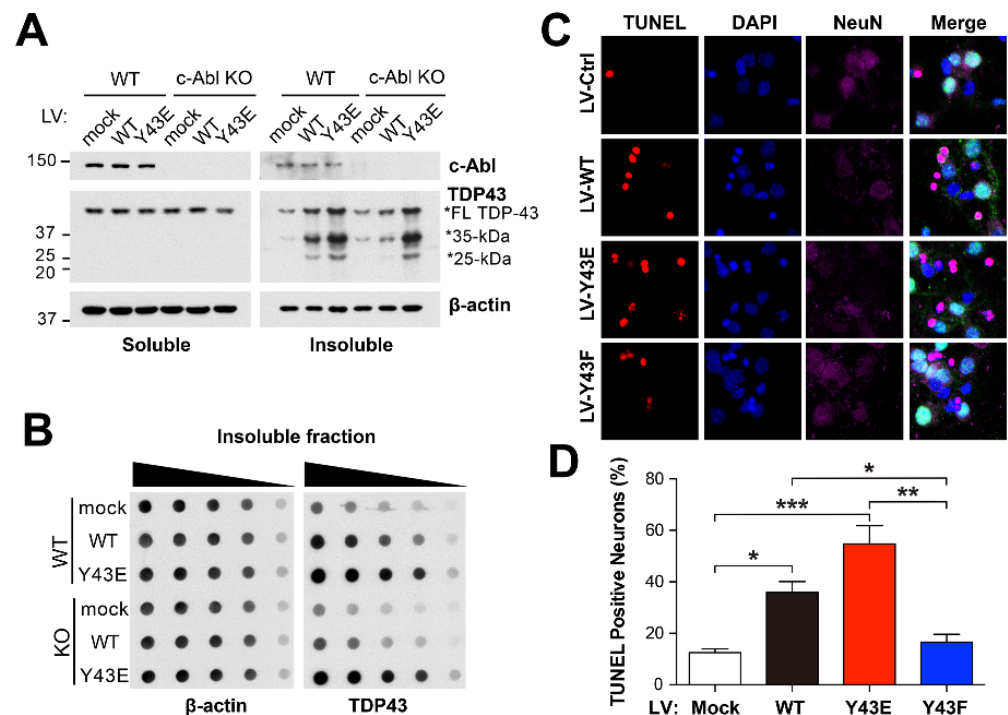 A
WT c-Abl KO WT c-Abl KO
LV: mock WT Y43E mock WT Y43E mock WT Y43E mock WT Y43E
150 c-Abl
TDP43
*FL TDP-43
37 *35-kDa
25 *25-kDa
20
37 β-actin
Soluble Insoluble
B
Insoluble fraction
WT
mock
WT
Y43E
KO
mock
WT
Y43E
β-actin TDP43
C
TUNEL DAPI NeuN Merge
LV-Ctrl
LV-WT
LV-Y43E
LV-Y43F
D
TUNEL Positive Neurons (%)
80
60
40
20
0
*
***
**
*
LV: Mock WT Y43E Y43F